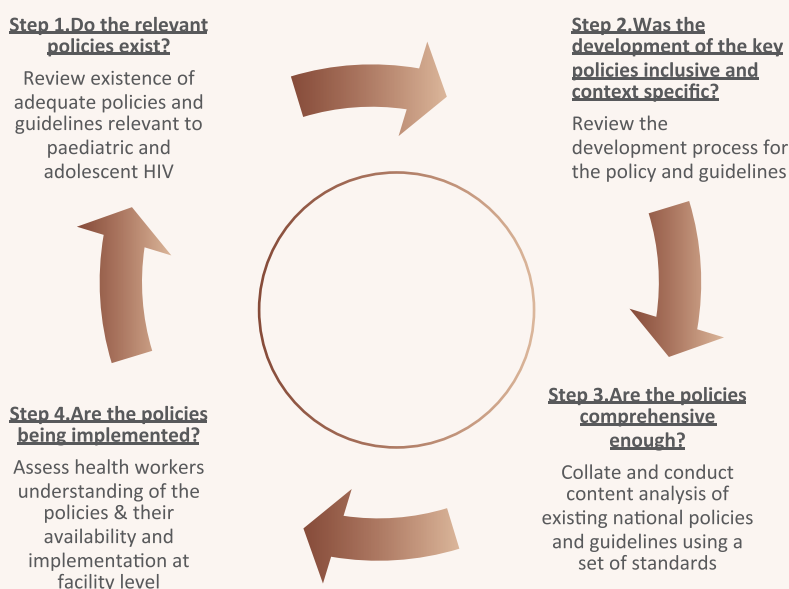 Step 1.Do the relevant
policies exist?
Review existence of
adequate policies and
guidelines relevant to
paediatric and
adolescent HIV
Step 2.Was the
development of the key
policies inclusive and
context specific?
Review the
development process for
the policy and guidelines
Step 3.Are the policies
comprehensive
enough?
Collate and conduct
content analysis of
existing national policies
and guidelines using a
set of standards
Step 4.Are the policies
being implemented?
Assess health workers
understanding of the
policies & their
availability and
implementation at
facility level